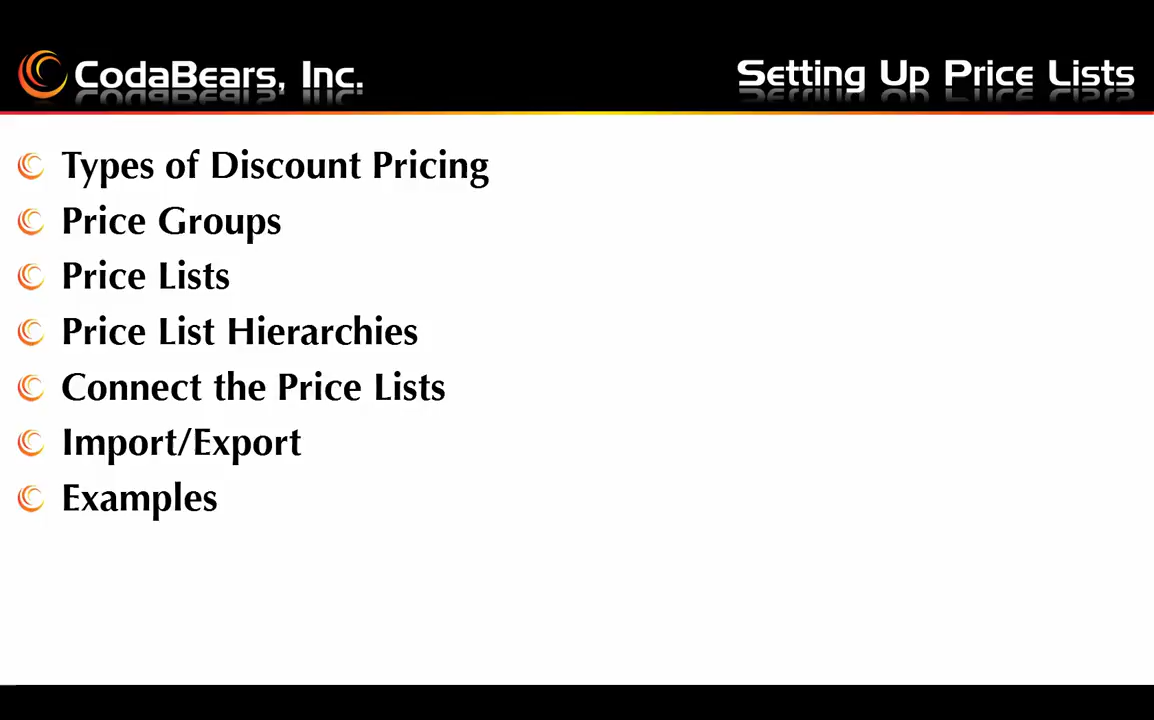 CodaBears, Inc.
Setting Up Price Lists
Types of Discount Pricing
Price Groups
Price Lists
Price List Hierarchies
Connect the Price Lists
Import/Export
Examples